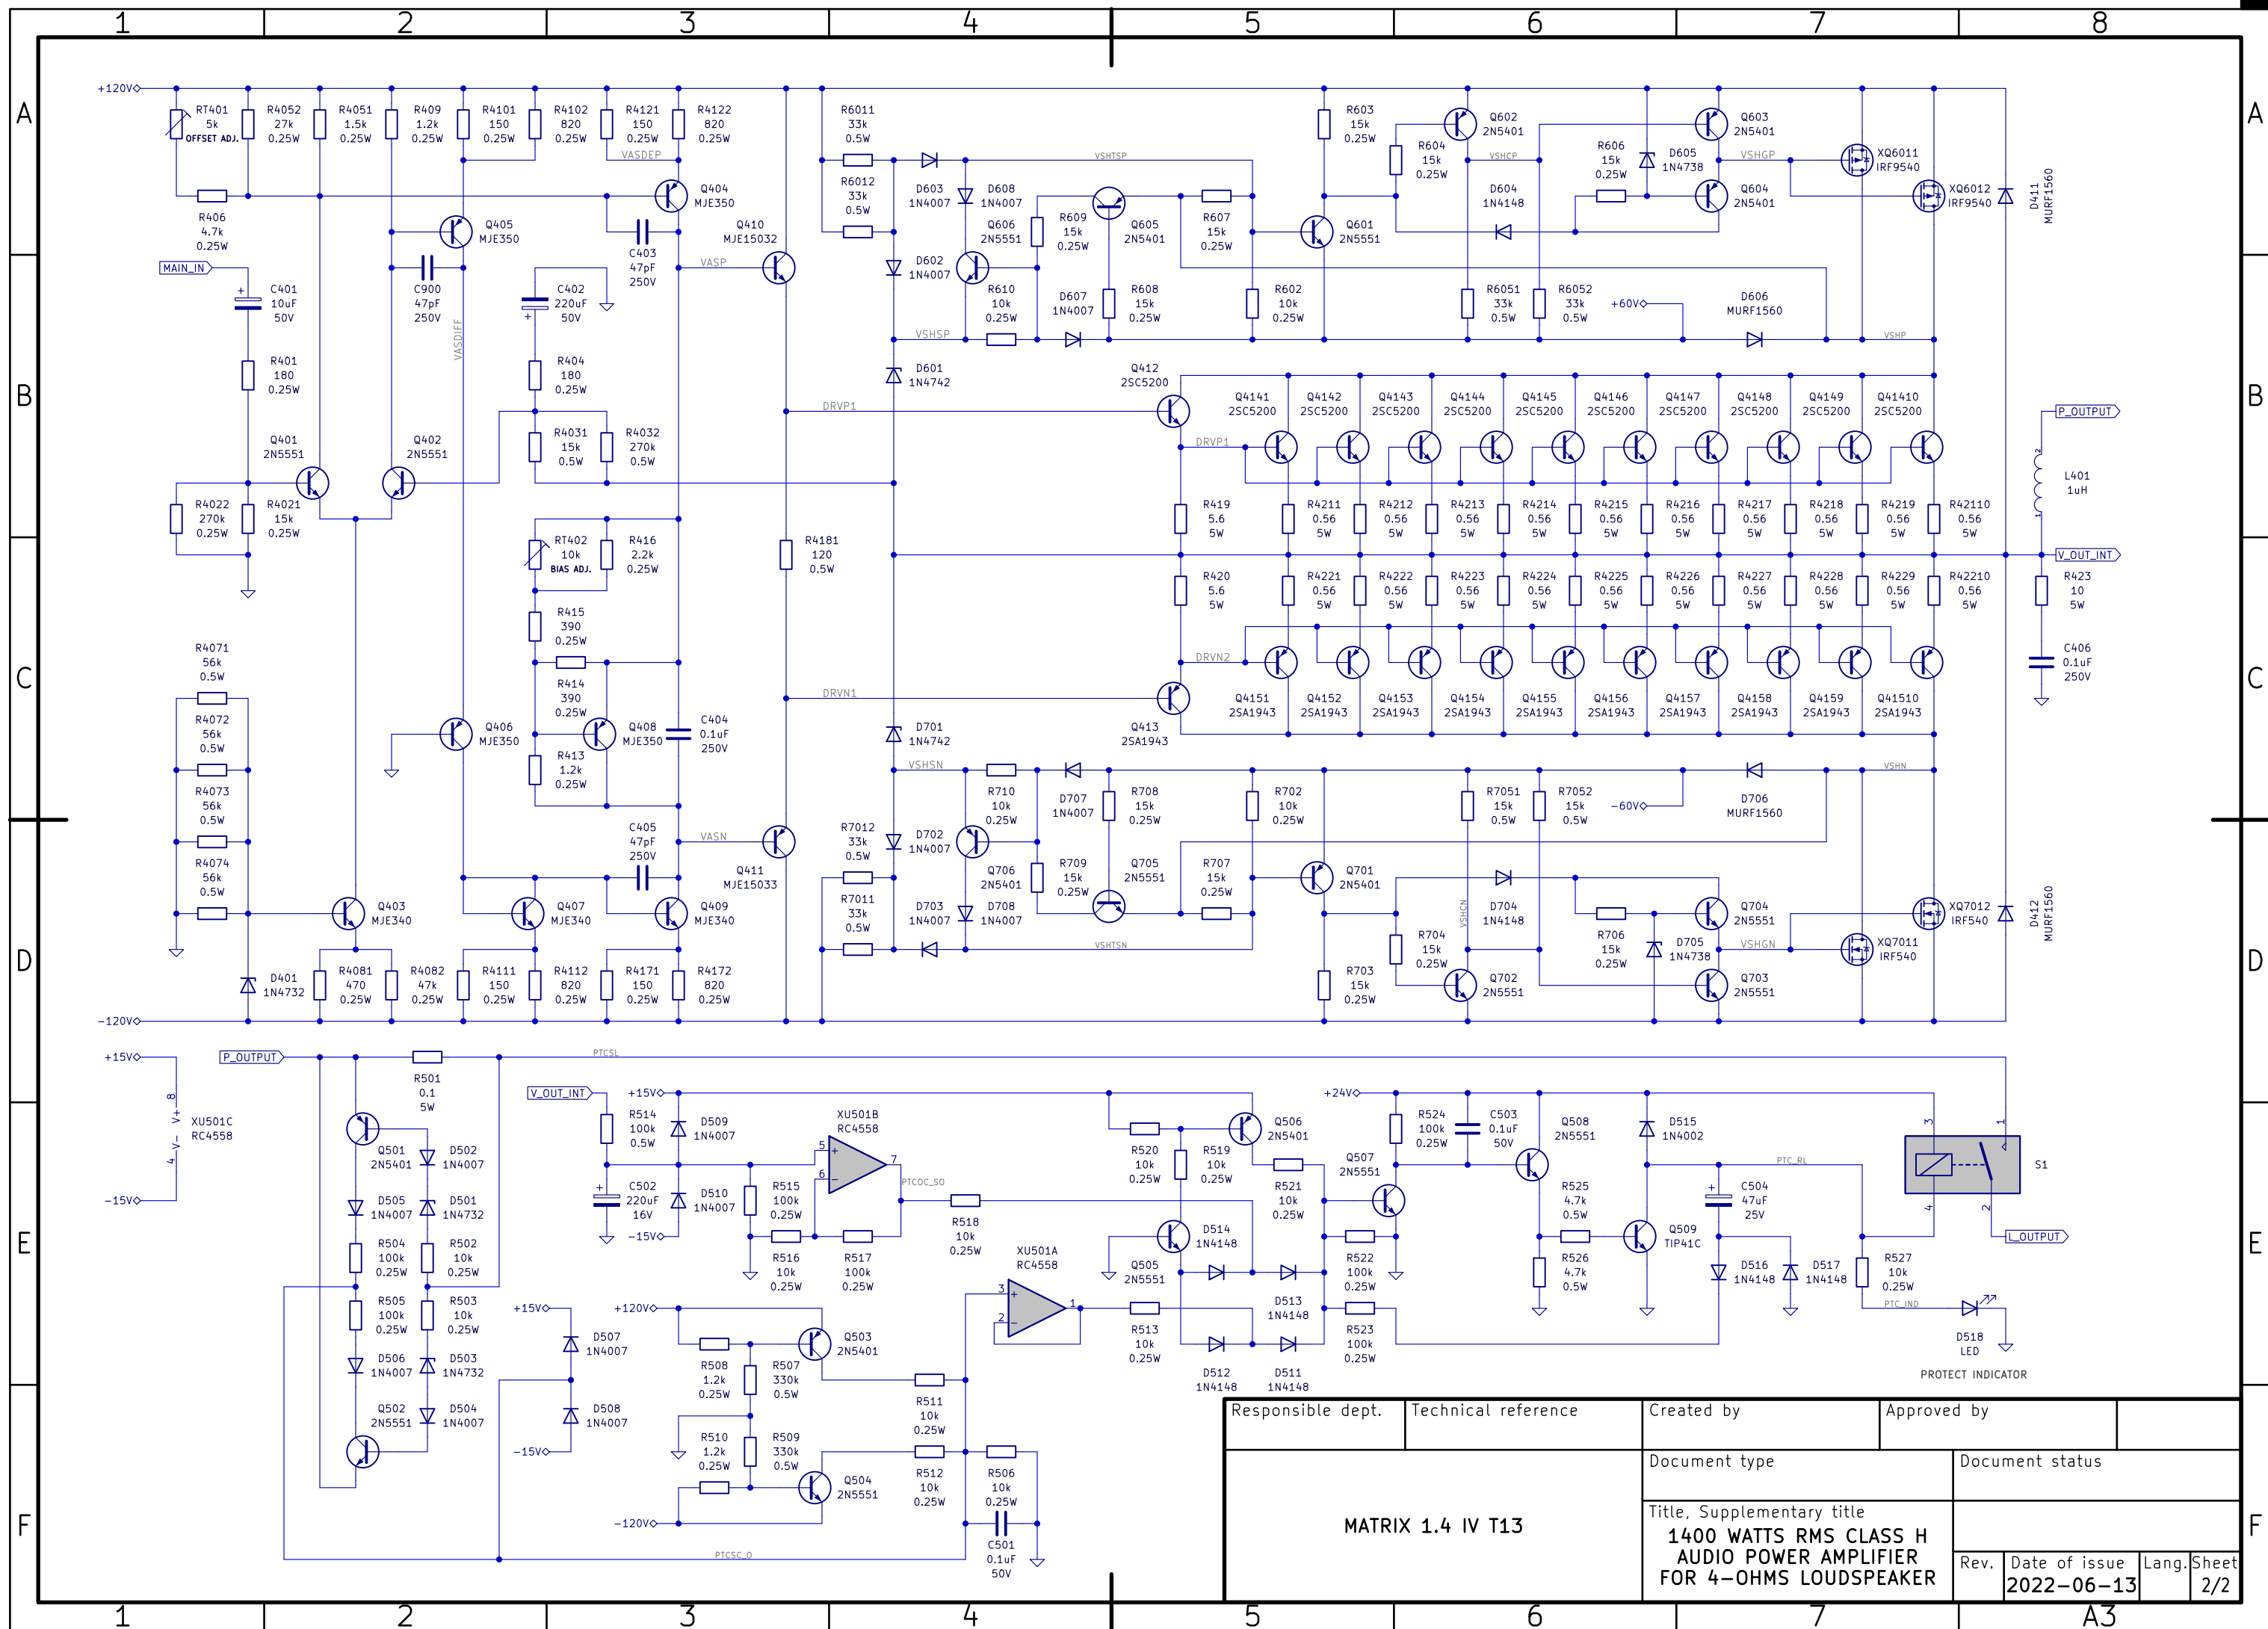 1 2 3 4 5 6 7 8
A
A
+120V
RT401
5k
OFFSET ADJ.
R4052
27k
0.25W
R4051
1.5k
0.25W
R409
1.2k
0.25W
R4101
150
0.25W
R4102
820
0.25W
R4121
150
0.25W
R4122
820
0.25W
R6011
33k
0.5W
R603
15k
0.25W
Q602
2N5401
Q603
2N5401
VASDEP
VSHTSP
R604
15k
0.25W
VSHCP
R606
15k
0.25W
D605
1N4738
VSHGP
XQ6011
IRF9540
R406
4.7k
0.25W
Q405
MJE350
Q404
MJE350
C403
47pF
250V
Q410
MJE15032
R6012
33k
0.5W
D603
1N4007
D608
1N4007
Q606
2N5551
R609
15k
0.25W
Q605
2N5401
R607
15k
0.25W
Q601
2N5551
D604
1N4148
Q604
2N5401
XQ6012
IRF9540
D411
MURF1560
MAIN_IN
C401
10uF
50V
C900
47pF
250V
VASDIFF
C402
220uF
50V
VASP
D602
1N4007
R610
10k
0.25W
D607
1N4007
R608
15k
0.25W
R602
10k
0.25W
R6051
33k
0.5W
R6052
33k
0.5W
+60V
D606
MURF1560
VSHSP
VSHP
B
B
R401
180
0.25W
R404
180
0.25W
D601
1N4742
Q412
2SC5200
DRVP1
Q4141
2SC5200
Q4142
2SC5200
Q4143
2SC5200
Q4144
2SC5200
Q4145
2SC5200
Q4146
2SC5200
Q4147
2SC5200
Q4148
2SC5200
Q4149
2SC5200
Q41410
2SC5200
P_OUTPUT
DRVP1
Q401
2N5551
Q402
2N5551
R4031
15k
0.5W
R4032
270k
0.5W
2
L401
1uH
1
R4022
270k
0.25W
R4021
15k
0.25W
R419
5.6
5W
R4211
0.56
5W
R4212
0.56
5W
R4213
0.56
5W
R4214
0.56
5W
R4215
0.56
5W
R4216
0.56
5W
R4217
0.56
5W
R4218
0.56
5W
R4219
0.56
5W
R42110
0.56
5W
RT402
10k
BIAS ADJ.
R416
2.2k
0.25W
R4181
120
0.5W
V_OUT_INT
R420
5.6
5W
R4221
0.56
5W
R4222
0.56
5W
R4223
0.56
5W
R4224
0.56
5W
R4225
0.56
5W
R4226
0.56
5W
R4227
0.56
5W
R4228
0.56
5W
R4229
0.56
5W
R42210
0.56
5W
R423
10
5W
R415
390
0.25W
C
C
R4071
56k
0.5W
R414
390
0.25W
DRVN2
DRVN1
C406
0.1uF
250V
Q413
2SA1943
Q4151
2SA1943
Q4152
2SA1943
Q4153
2SA1943
Q4154
2SA1943
Q4155
2SA1943
Q4156
2SA1943
Q4157
2SA1943
Q4158
2SA1943
Q4159
2SA1943
Q41510
2SA1943
R4072
56k
0.5W
Q406
MJE350
Q408
MJE350
C404
0.1uF
250V
D701
1N4742
R413
1.2k
0.25W
VSHSN
VSHN
R4073
56k
0.5W
R710
10k
0.25W
D707
1N4007
R708
15k
0.25W
R702
10k
0.25W
R7051
15k
0.5W
R7052
15k
0.5W
-60V
D706
MURF1560
C405
47pF
250V
VASN
R7012
33k
0.5W
D702
1N4007
R4074
56k
0.5W
Q411
MJE15033
Q706
2N5401
R709
15k
0.25W
Q705
2N5551
R707
15k
0.25W
Q701
2N5401
Q403
MJE340
Q407
MJE340
Q409
MJE340
R7011
33k
0.5W
D703
1N4007
D708
1N4007
VSHTSN
VSHCN
D704
1N4148
Q704
2N5551
XQ7012
IRF540
D412
MURF1560
D
D
R704
15k
0.25W
R706
15k
0.25W
D705
1N4738
VSHGN
XQ7011
IRF540
D401
1N4732
R4081
470
0.25W
R4082
47k
0.25W
R4111
150
0.25W
R4112
820
0.25W
R4171
150
0.25W
R4172
820
0.25W
R703
15k
0.25W
Q702
2N5551
Q703
2N5551
-120V
+15V
P_OUTPUT
PTCSL
R501
0.1
5W
V_OUT_INT
+15V
+24V
8
V+
XU501C
RC4558
V-
4
-15V
Q501
2N5401
D502
1N4007
R514
100k
0.5W
D509
1N4007
XU501B
RC4558
5
6
7
PTCOC_SO
R520
10k
0.25W
R519
10k
0.25W
Q506
2N5401
Q507
2N5551
R524
100k
0.25W
C503
0.1uF
50V
Q508
2N5551
D515
1N4002
PTC_RL
3
1
S1
4
2
E
E
D505
1N4007
D501
1N4732
C502
220uF
16V
D510
1N4007
-15V
R515
100k
0.25W
R518
10k
0.25W
R521
10k
0.25W
R525
4.7k
0.5W
C504
47uF
25V
L_OUTPUT
R504
100k
0.25W
R502
10k
0.25W
R516
10k
0.25W
R517
100k
0.25W
XU501A
RC4558
3
2
1
Q505
2N5551
D514
1N4148
R522
100k
0.25W
R526
4.7k
0.5W
Q509
TIP41C
D516
1N4148
D517
1N4148
R527
10k
0.25W
R505
100k
0.25W
R503
10k
0.25W
+15V
+120V
D513
1N4148
PTC_IND
D507
1N4007
Q503
2N5401
R513
10k
0.25W
R523
100k
0.25W
D518
LED
PROTECT INDICATOR
D506
1N4007
D503
1N4732
R508
1.2k
0.25W
R507
330k
0.5W
D512
1N4148
D511
1N4148
R511
10k
0.25W
Q502
2N5551
D504
1N4007
D508
1N4007
-15V
R510
1.2k
0.25W
R509
330k
0.5W
Q504
2N5551
R512
10k
0.25W
R506
10k
0.25W
-120V
C501
0.1uF
50V
PTCSC_O
F
F
Responsible dept.
Technical reference
Created by
Approved by
Document type
Document status
MATRIX 1.4 IV T13
Title, Supplementary title
1400 WATTS RMS CLASS H
AUDIO POWER AMPLIFIER
FOR 4-OHMS LOUDSPEAKER
Rev.
Date of issue
2022-06-13
Lang.
Sheet
2/2
1 2 3 4 5 6 7 A3